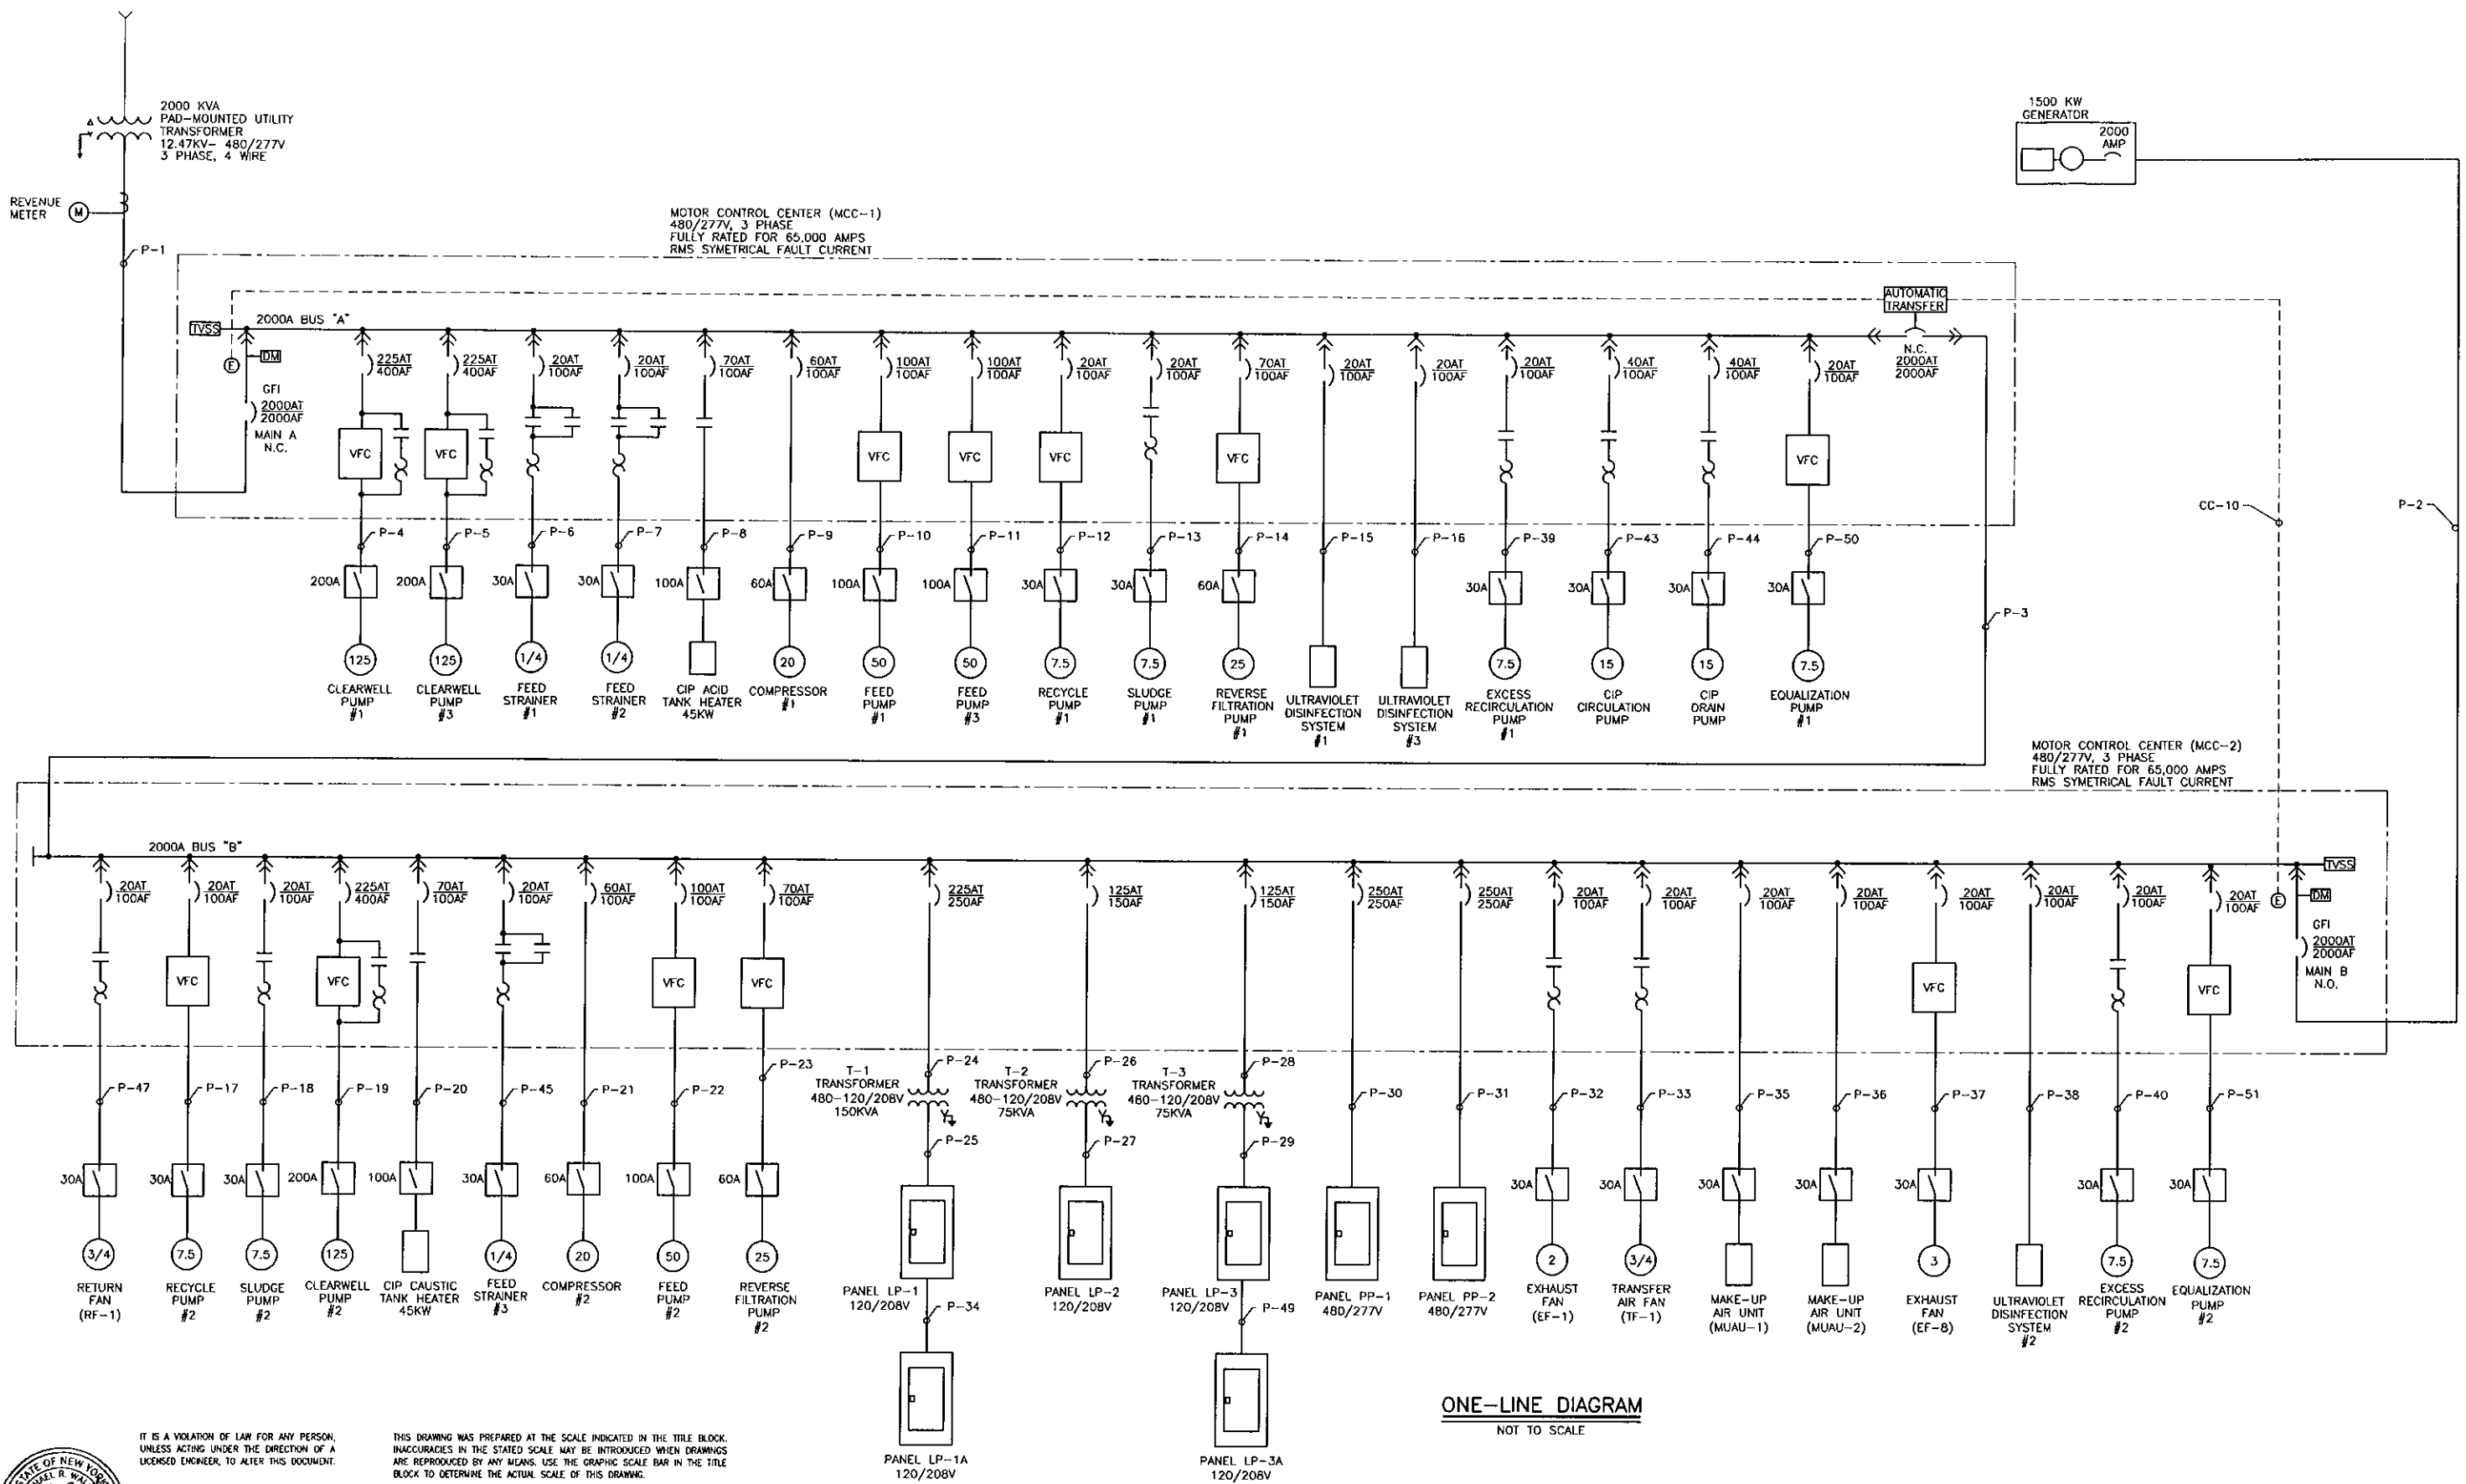 2000 KVA
PAD-MOUNTED UTILITY
TRANSFORMER
12.47KV- 480/277V
3 PHASE, 4 WIRE
REVENUE
METER
M
P-1
1500 KW
GENERATOR
2000
AMP
MOTOR CONTROL CENTER (MCC-1)
480/277V, 3 PHASE
FULLY RATED FOR 65,000 AMPS
RMS SYMETRICAL FAULT CURRENT
AUTOMATIC
TRANSFER
TVSS
2000A BUS "A"
E
DM
GFI
2000AT
2000AF
MAIN A
N.C.
225AT
400AF
225AT
400AF
20AT
100AF
20AT
100AF
70AT
100AF
60AT
100AF
100AT
100AF
100AT
100AF
20AT
100AF
20AT
100AF
70AT
100AF
20AT
100AF
20AT
100AF
20AT
100AF
40AT
100AF
40AT
100AF
20AT
100AF
N.C.
2000AT
2000AF
VFC
VFC
VFC
VFC
VFC
VFC
VFC
CC-10
P-2
P-4
P-5
P-6
P-7
P-8
P-9
P-10
P-11
P-12
P-13
P-14
P-15
P-16
P-39
P-43
P-44
P-50
P-3
200A
200A
30A
30A
100A
60A
100A
100A
30A
30A
60A
30A
30A
30A
30A
125
125
1/4
1/4
20
50
50
7.5
7.5
25
7.5
15
15
7.5
CLEARWELL
PUMP
#1
CLEARWELL
PUMP
#3
FEED
STRAINER
#1
FEED
STRAINER
#2
CIP ACID
TANK HEATER
45KW
COMPRESSOR
#1
FEED
PUMP
#1
FEED
PUMP
#3
RECYCLE
PUMP
#1
SLUDGE
PUMP
#1
REVERSE
FILTRATION
PUMP
#1
ULTRAVIOLET
DISINFECTION
SYSTEM
#1
ULTRAVIOLET
DISINFECTION
SYSTEM
#3
EXCESS
RECIRCULATION
PUMP
#1
CIP
CIRCULATION
PUMP
CIP
DRAIN
PUMP
EQUALIZATION
PUMP
#1
MOTOR CONTROL CENTER (MCC-2)
480/277V, 3 PHASE
FULLY RATED FOR 65,000 AMPS
RMS SYMETRICAL FAULT CURRENT
2000A BUS "B"
TVSS
20AT
100AF
20AT
100AF
20AT
100AF
225AT
400AF
70AT
100AF
20AT
100AF
60AT
100AF
100AT
100AF
70AT
100AF
225AT
250AF
125AT
150AF
125AT
150AF
250AT
250AF
250AT
250AF
20AT
100AF
20AT
100AF
20AT
100AF
20AT
100AF
20AT
100AF
20AT
100AF
20AT
100AF
20AT
100AF
E
DM
GFI
2000AT
2000AF
MAIN B
N.O.
VFC
VFC
VFC
VFC
VFC
VFC
P-47
P-17
P-18
P-19
P-20
P-45
P-21
P-22
P-23
T-1
TRANSFORMER
480-120/208V
150KVA
P-24
P-25
T-2
TRANSFORMER
480-120/208V
75KVA
P-26
P-27
T-3
TRANSFORMER
480-120/208V
75KVA
P-28
P-29
P-30
P-31
P-32
P-33
P-35
P-36
P-37
P-38
P-40
P-51
30A
30A
30A
200A
100A
30A
60A
100A
60A
30A
30A
30A
30A
30A
30A
30A
3/4
7.5
7.5
125
1/4
20
50
25
2
3/4
3
7.5
7.5
RETURN
FAN
(RF-1)
RECYCLE
PUMP
#2
SLUDGE
PUMP
#2
CLEARWELL
PUMP
#2
CIP CAUSTIC
TANK HEATER
45KW
FEED
STRAINER
#3
COMPRESSOR
#2
FEED
PUMP
#2
REVERSE
FILTRATION
PUMP
#2
PANEL LP-1
120/208V
P-34
PANEL LP-2
120/208V
PANEL LP-3
120/208V
P-49
PANEL PP-1
480/277V
PANEL PP-2
480/277V
EXHAUST
FAN
(EF-1)
TRANSFER
AIR FAN
(TF-1)
MAKE-UP
AIR UNIT
(MUAU-1)
MAKE-UP
AIR UNIT
(MUAU-2)
EXHAUST
FAN
(EF-8)
ULTRAVIOLET
DISINFECTION
SYSTEM
#2
EXCESS
RECIRCULATION
PUMP
#2
EQUALIZATION
PUMP
#2
PANEL LP-1A
120/208V
PANEL LP-3A
120/208V
ONE-LINE DIAGRAM
NOT TO SCALE
IT IS A VIOLATION OF LAW FOR ANY PERSON,
UNLESS ACTING UNDER THE DIRECTION OF A
LICENSED ENGINEER, TO ALTER THIS DOCUMENT.
THIS DRAWING WAS PREPARED AT THE SCALE INDICATED IN THE TITLE BLOCK.
INACCURACIES IN THE STATED SCALE MAY BE INTRODUCED WHEN DRAWINGS
ARE REPRODUCED BY ANY MEANS. USE THE GRAPHIC SCALE BAR IN THE TITLE
BLOCK TO DETERMINE THE ACTUAL SCALE OF THIS DRAWING.
STATE OF NEW YORK